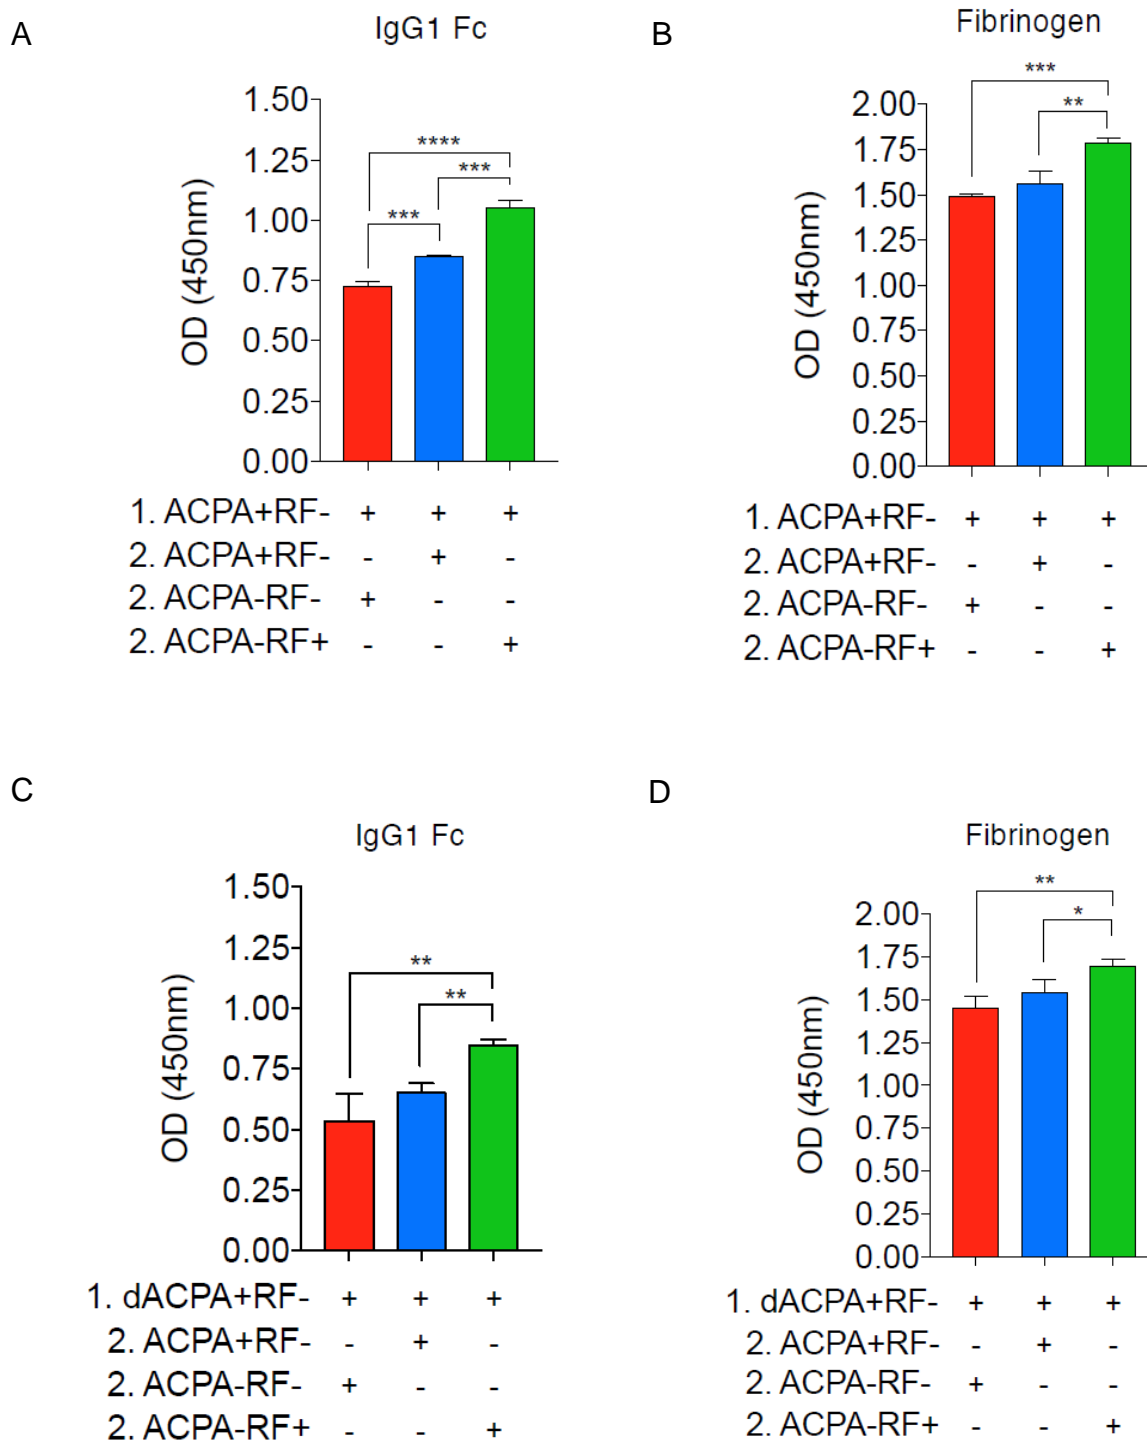 A
IgG1 Fc
OD (450nm)
1.50
1.25
1.00
0.75
0.50
0.25
0.00
****
***
***
1. ACPA+RF- + + +
2. ACPA+RF- - + -
2. ACPA-RF- + - -
2. ACPA-RF+ - - +
B
Fibrinogen
OD (450nm)
2.00
1.75
1.50
1.25
1.00
0.75
0.50
0.25
0.00
***
**
1. ACPA+RF- + + +
2. ACPA+RF- - + -
2. ACPA-RF- + - -
2. ACPA-RF+ - - +
C
IgG1 Fc
OD (450nm)
1.50
1.25
1.00
0.75
0.50
0.25
0.00
**
**
1. dACPA+RF- + + +
2. ACPA+RF- - + -
2. ACPA-RF- + - -
2. ACPA-RF+ - - +
D
Fibrinogen
OD (450nm)
2.00
1.75
1.50
1.25
1.00
0.75
0.50
0.25
0.00
**
*
1. dACPA+RF- + + +
2. ACPA+RF- - + -
2. ACPA-RF- + - -
2. ACPA-RF+ - - +